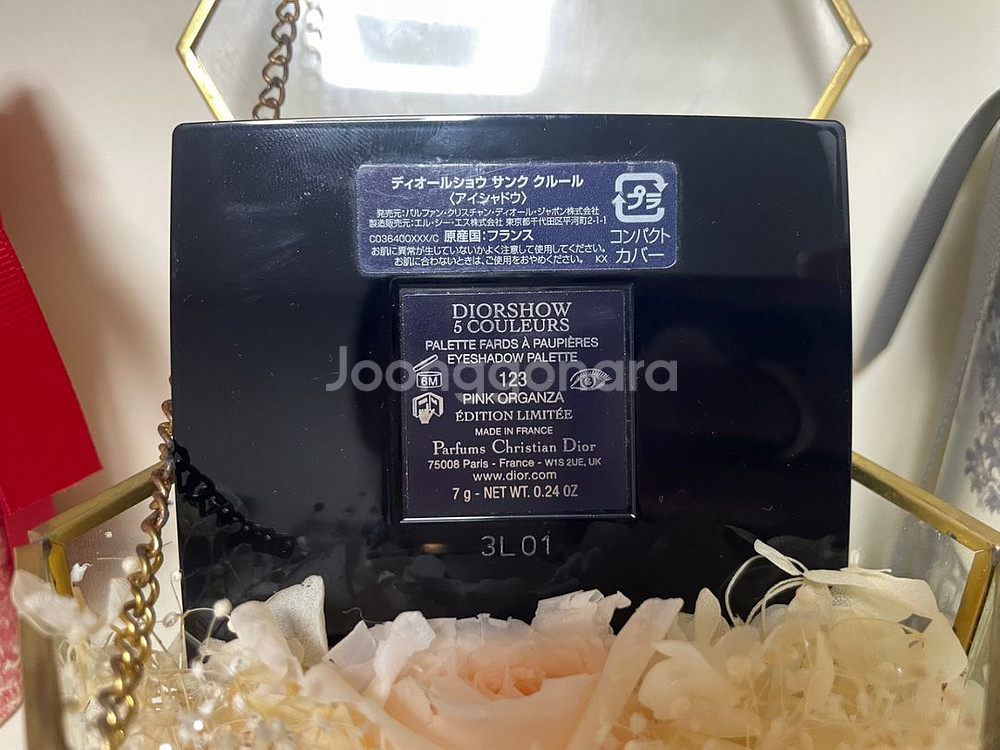 ディオールショウ サンク クルール
〈アイシャドウ〉
発売元:パルファン・クリスチャン・ディオール・ジャポン株式会社
製造販売元:エル・シー・エス株式会社 東京都千代田区平河町2-1-1
C036400XXX/C 原産国:フランス
お肌に異常が生じていないかよく注意して使用してください。
お肌に合わないときは、ご使用をおやめください。 KX
プラ
コンパクト
カバー
DIORSHOW
5 COULEURS
PALETTE FARDS À PAUPIÈRES
EYESHADOW PALETTE
6M
123
PINK ORGANZA
ÉDITION LIMITÉE
MADE IN FRANCE
Parfums Christian Dior
75008 Paris - France - W1S 2UE, UK
www.dior.com
7 g - NET WT. 0.24 OZ
3L01
Joonggonara